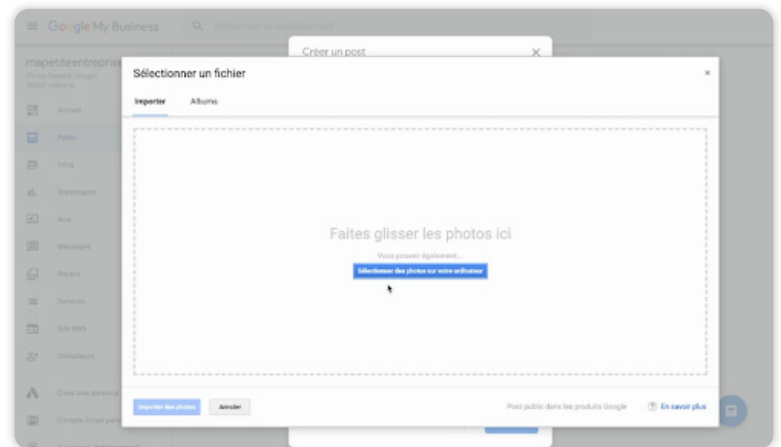 Google My Business
Créer un post
mapetiteentreprise
Sélectionner un fichier
Importer
Albums
Accueil
Posts
Infos
Statistiques
Avis
Messages
Photos
Services
Site Web
Utilisateurs
Faites glisser les photos ici
Vous pouvez également...
Sélectionner des photos sur votre ordinateur
Importer des photos
Annuler
Post public dans les produits Google
En savoir plus